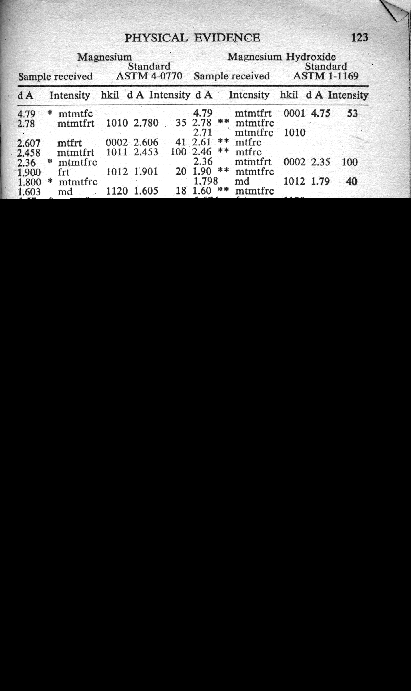 PHYSICAL EVIDENCE 123
Magnesium Magnesium Hydroxide
Standard Standard
Sample received ASTM 4-0770 Sample received ASTM 1-1169
d A Intensity hkil d A Intensity d A Intensity hkil d A Intensity
4.79 * mtmtfc 4.79 mtmtfrt 0001 4.75 53
2.78 mtmtfrt 1010 2.780 35 2.78 ** mtmtfrc
2.71 mtmtfrc 1010
2.607 mtfrt 0002 2.606 41 2.61 ** mtfrc
2.458 mtmtfrt 1011 2.453 100 2.46 ** mtfrc
2.36 * mtmtfrc 2.36 mtmtfrt 0002 2.35 100
1.900 frt 1012 1.901 20 1.90 ** mtmtfrc
1.800 * mtmtfrc 1.798 md 1012 1.79 40
1.603 md 1120 1.605 18 1.60 ** mtmtfrc